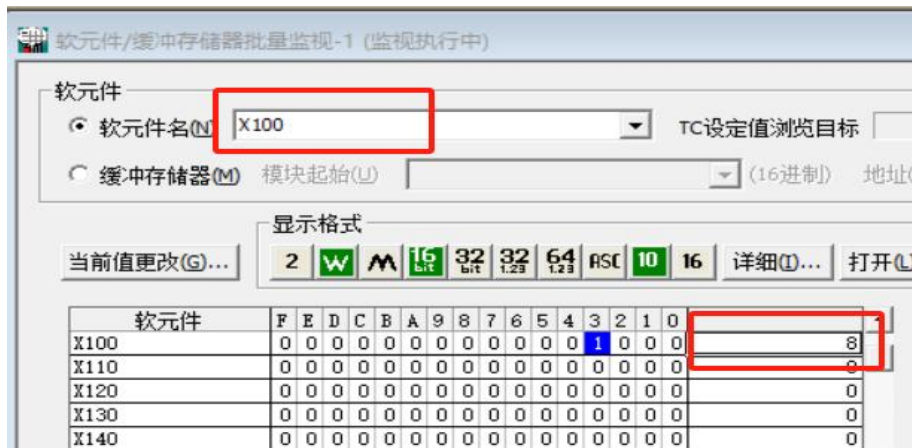 软元件/缓冲存储器批量监视-1 (监视执行中)
软元件
软元件名(N) X100 TC设定值浏览目标
缓冲存储器(M) 模块起始(U) (16进制) 地址(
显示格式
当前值更改(G)... 2 W M 16bit 32bit 32 1.23 64 1.23 ASC 10 16 详细(I)... 打开(L
软元件 F E D C B A 9 8 7 6 5 4 3 2 1 0
X100 0 0 0 0 0 0 0 0 0 0 0 0 1 0 0 0 8
X110 0 0 0 0 0 0 0 0 0 0 0 0 0 0 0 0 0
X120 0 0 0 0 0 0 0 0 0 0 0 0 0 0 0 0 0
X130 0 0 0 0 0 0 0 0 0 0 0 0 0 0 0 0 0
X140 0 0 0 0 0 0 0 0 0 0 0 0 0 0 0 0 0